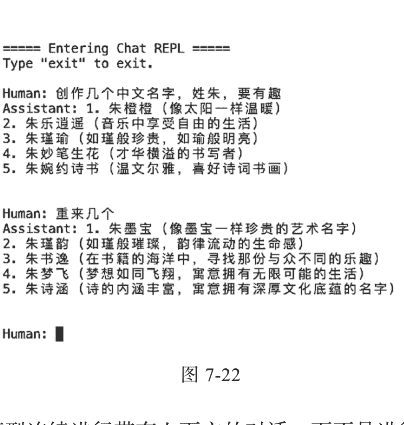 ===== Entering Chat REPL =====
Type "exit" to exit.
Human: 创作几个中文名字，姓朱，要有趣
Assistant: 1. 朱橙橙（像太阳一样温暖）
2. 朱乐逍遥（音乐中享受自由的生活）
3. 朱瑾瑜（如瑾般珍贵，如瑜般明亮）
4. 朱妙笔生花（才华横溢的书写者）
5. 朱婉约诗书（温文尔雅，喜好诗词书画）
Human: 重来几个
Assistant: 1. 朱墨宝（像墨宝一样珍贵的艺术名字）
2. 朱瑾韵（如瑾般璀璨，韵律流动的生命感）
3. 朱书逸（在书籍的海洋中，寻找那份与众不同的乐趣）
4. 朱梦飞（梦想如同飞翔，寓意拥有无限可能的生活）
5. 朱诗涵（诗的内涵丰富，寓意拥有深厚文化底蕴的名字）
Human:
图 7-22